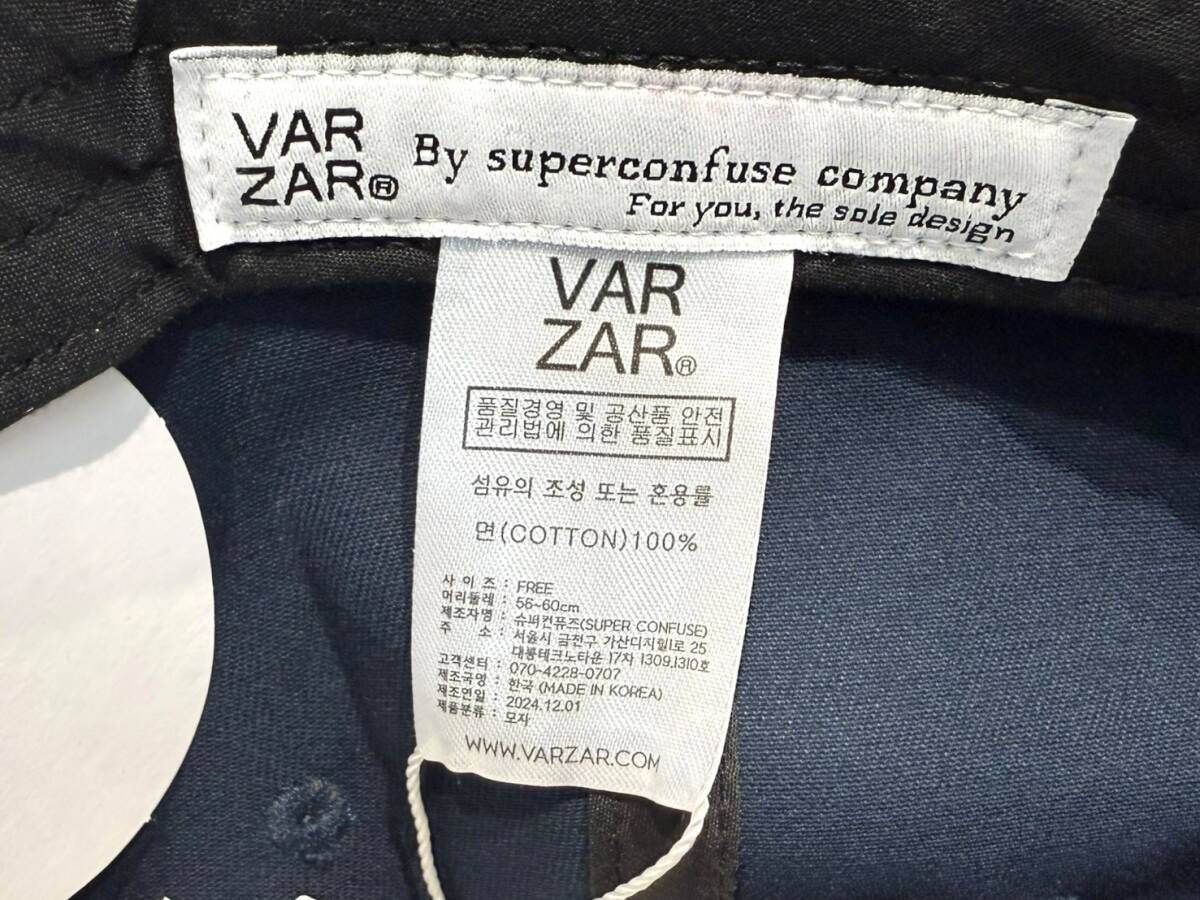 VAR
ZAR®
By superconfuse company
For you, the sole design
VAR
ZAR®
품질경영 및 공산품 안전
관리법에 의한 품질표시
섬유의 조성 또는 혼용률
면(COTTON)100%
사 이 즈 : FREE
머리둘레 : 56~60cm
제조자명 : 슈퍼컨퓨즈(SUPER CONFUSE)
주 소 : 서울시 금천구 가산디지털1로 25
대륭테크노타운 17차 1309,1310호
고객센터 : 070-4228-0707
제조국명 : 한국 (MADE IN KOREA)
제조연일 : 2024.12.01
제품분류 : 모자
WWW.VARZAR.COM